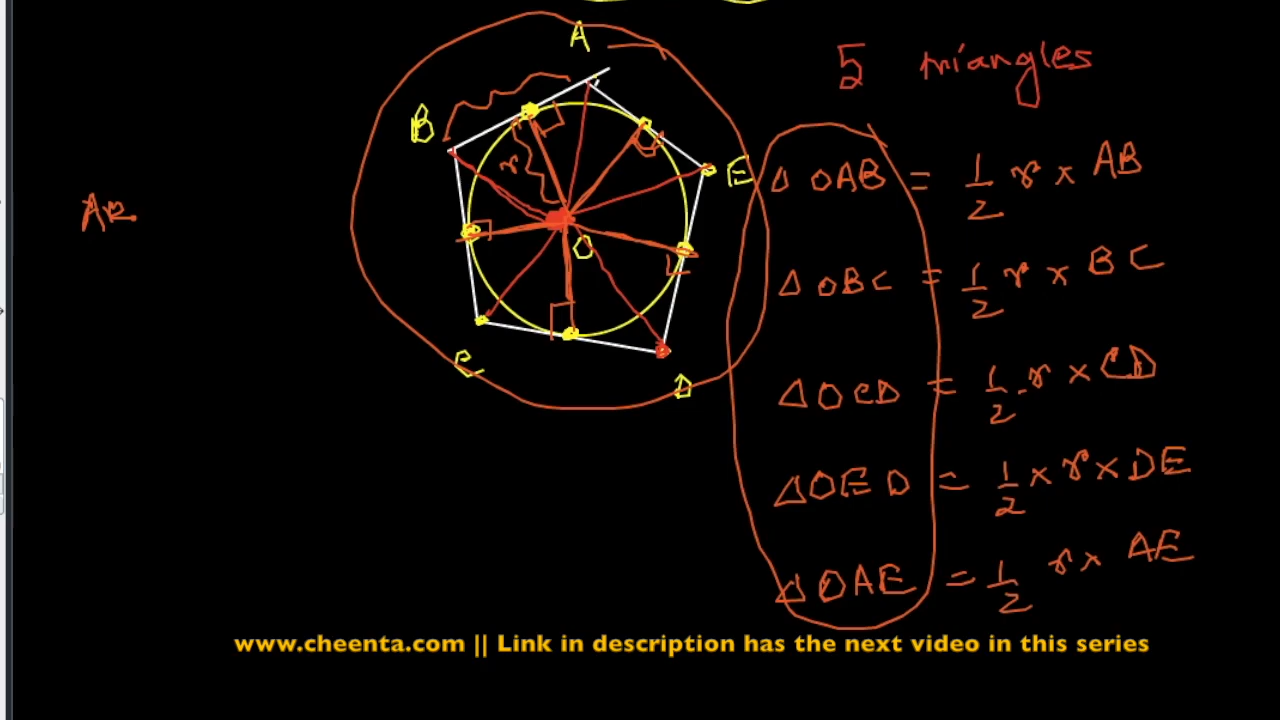 A
5 triangles
B
E
r
△OAB = 1/2 r × AB
Ar
O
△OBC = 1/2 r × BC
C
D
△OCD = 1/2 . r × CD
△OED = 1/2 × r × DE
△OAE = 1/2 r × AE
www.cheenta.com || Link in description has the next video in this series